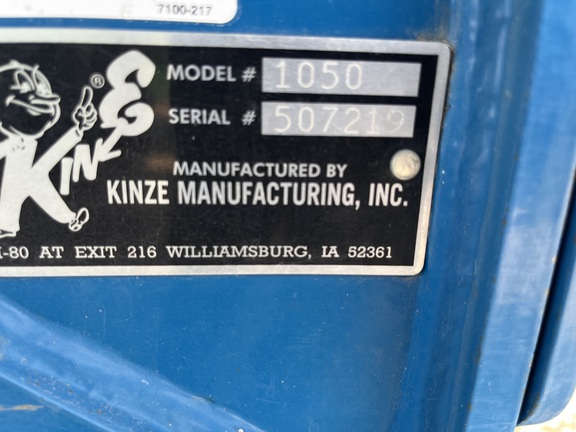 7100-217
MODEL # 1050
SERIAL # 507219
KINZE ®
MANUFACTURED BY
KINZE MANUFACTURING, INC.
I-80 AT EXIT 216 WILLIAMSBURG, IA 52361